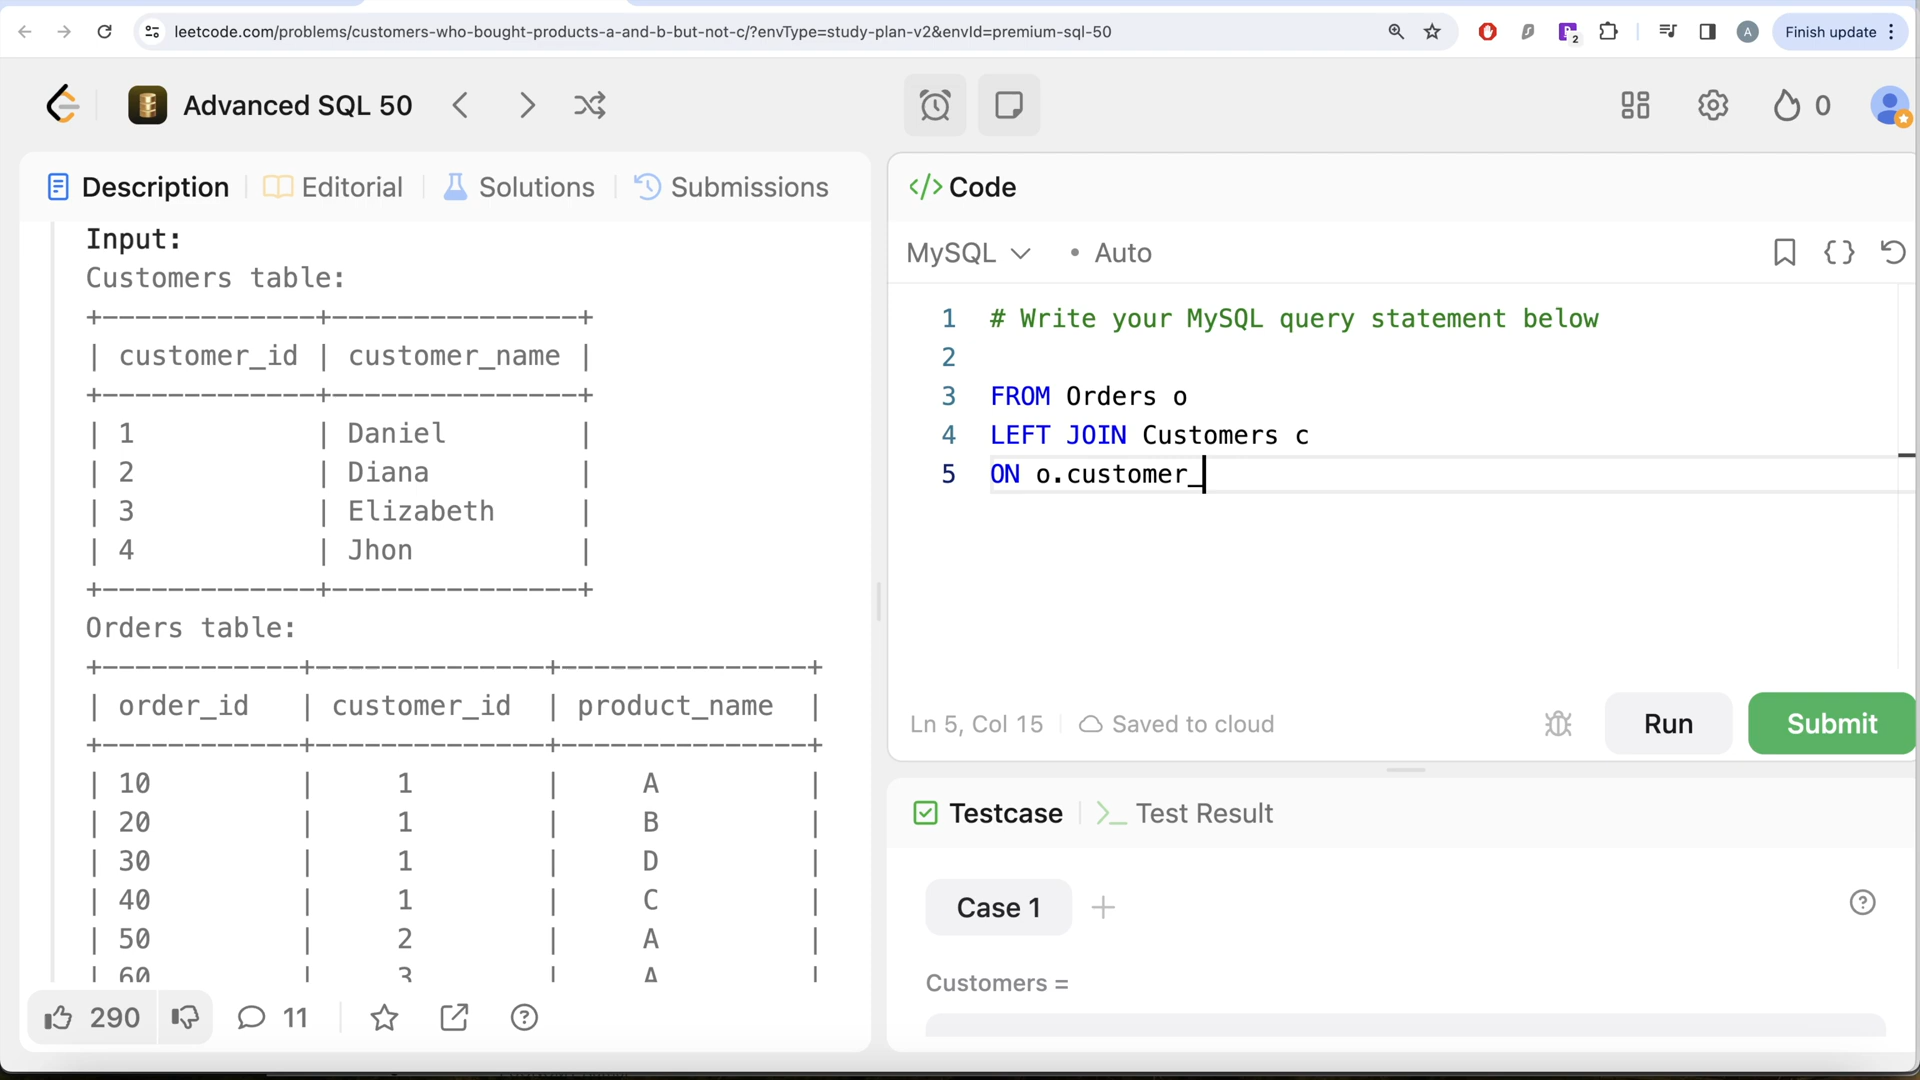 leetcode.com/problems/customers-who-bought-products-a-and-b-but-not-c/?envType=study-plan-v2&envId=premium-sql-50
2
A
Finish update
Advanced SQL 50
0
Description
Editorial
Solutions
Submissions
Input:
Customers table:
+-------------+---------------+
| customer_id | customer_name |
+-------------+---------------+
| 1 | Daniel |
| 2 | Diana |
| 3 | Elizabeth |
| 4 | Jhon |
+-------------+---------------+
Orders table:
+------------+--------------+---------------+
| order_id | customer_id | product_name |
+------------+--------------+---------------+
| 10 | 1 | A |
| 20 | 1 | B |
| 30 | 1 | D |
| 40 | 1 | C |
| 50 | 2 | A |
| 60 | 3 | A |
290
11
</> Code
MySQL
• Auto
1 # Write your MySQL query statement below
2
3 FROM Orders o
4 LEFT JOIN Customers c
5 ON o.customer_
Ln 5, Col 15
Saved to cloud
Run
Submit
Testcase
Test Result
Case 1
+
Customers =